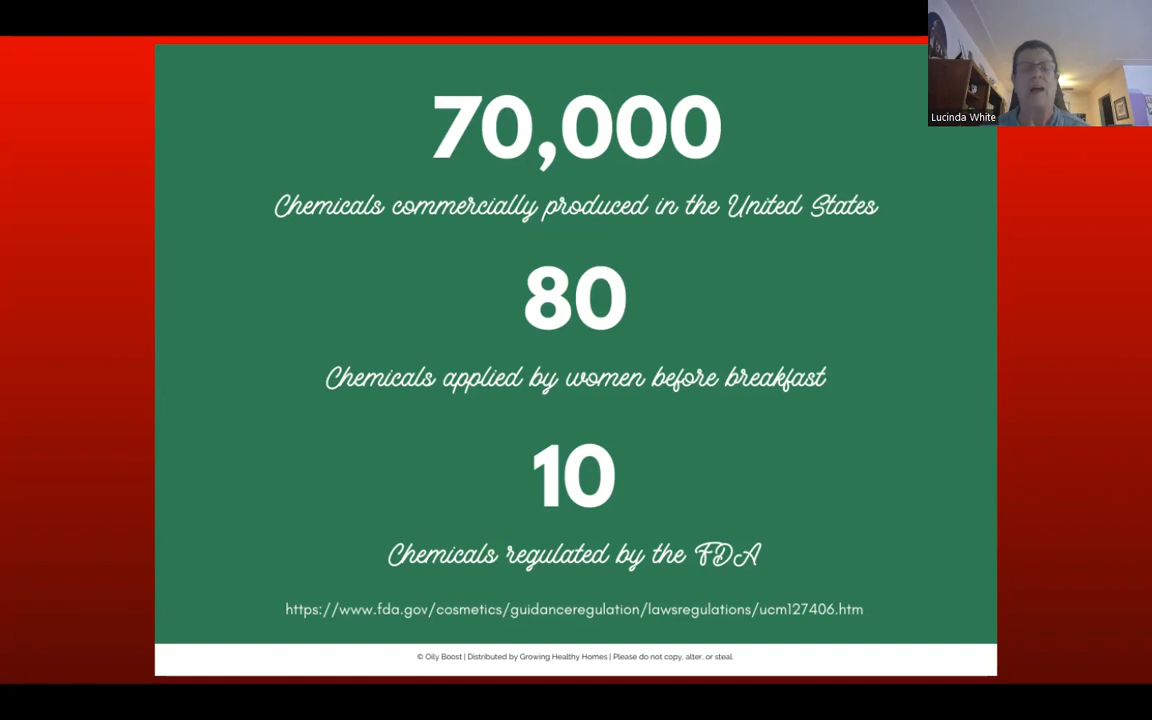 Lucinda White
70,000
Chemicals commercially produced in the United States
80
Chemicals applied by women before breakfast
10
Chemicals regulated by the FDA
https://www.fda.gov/cosmetics/guidanceregulation/lawsregulations/ucm127406.htm
© Oily Boost | Distributed by Growing Healthy Homes | Please do not copy, alter, or steal.